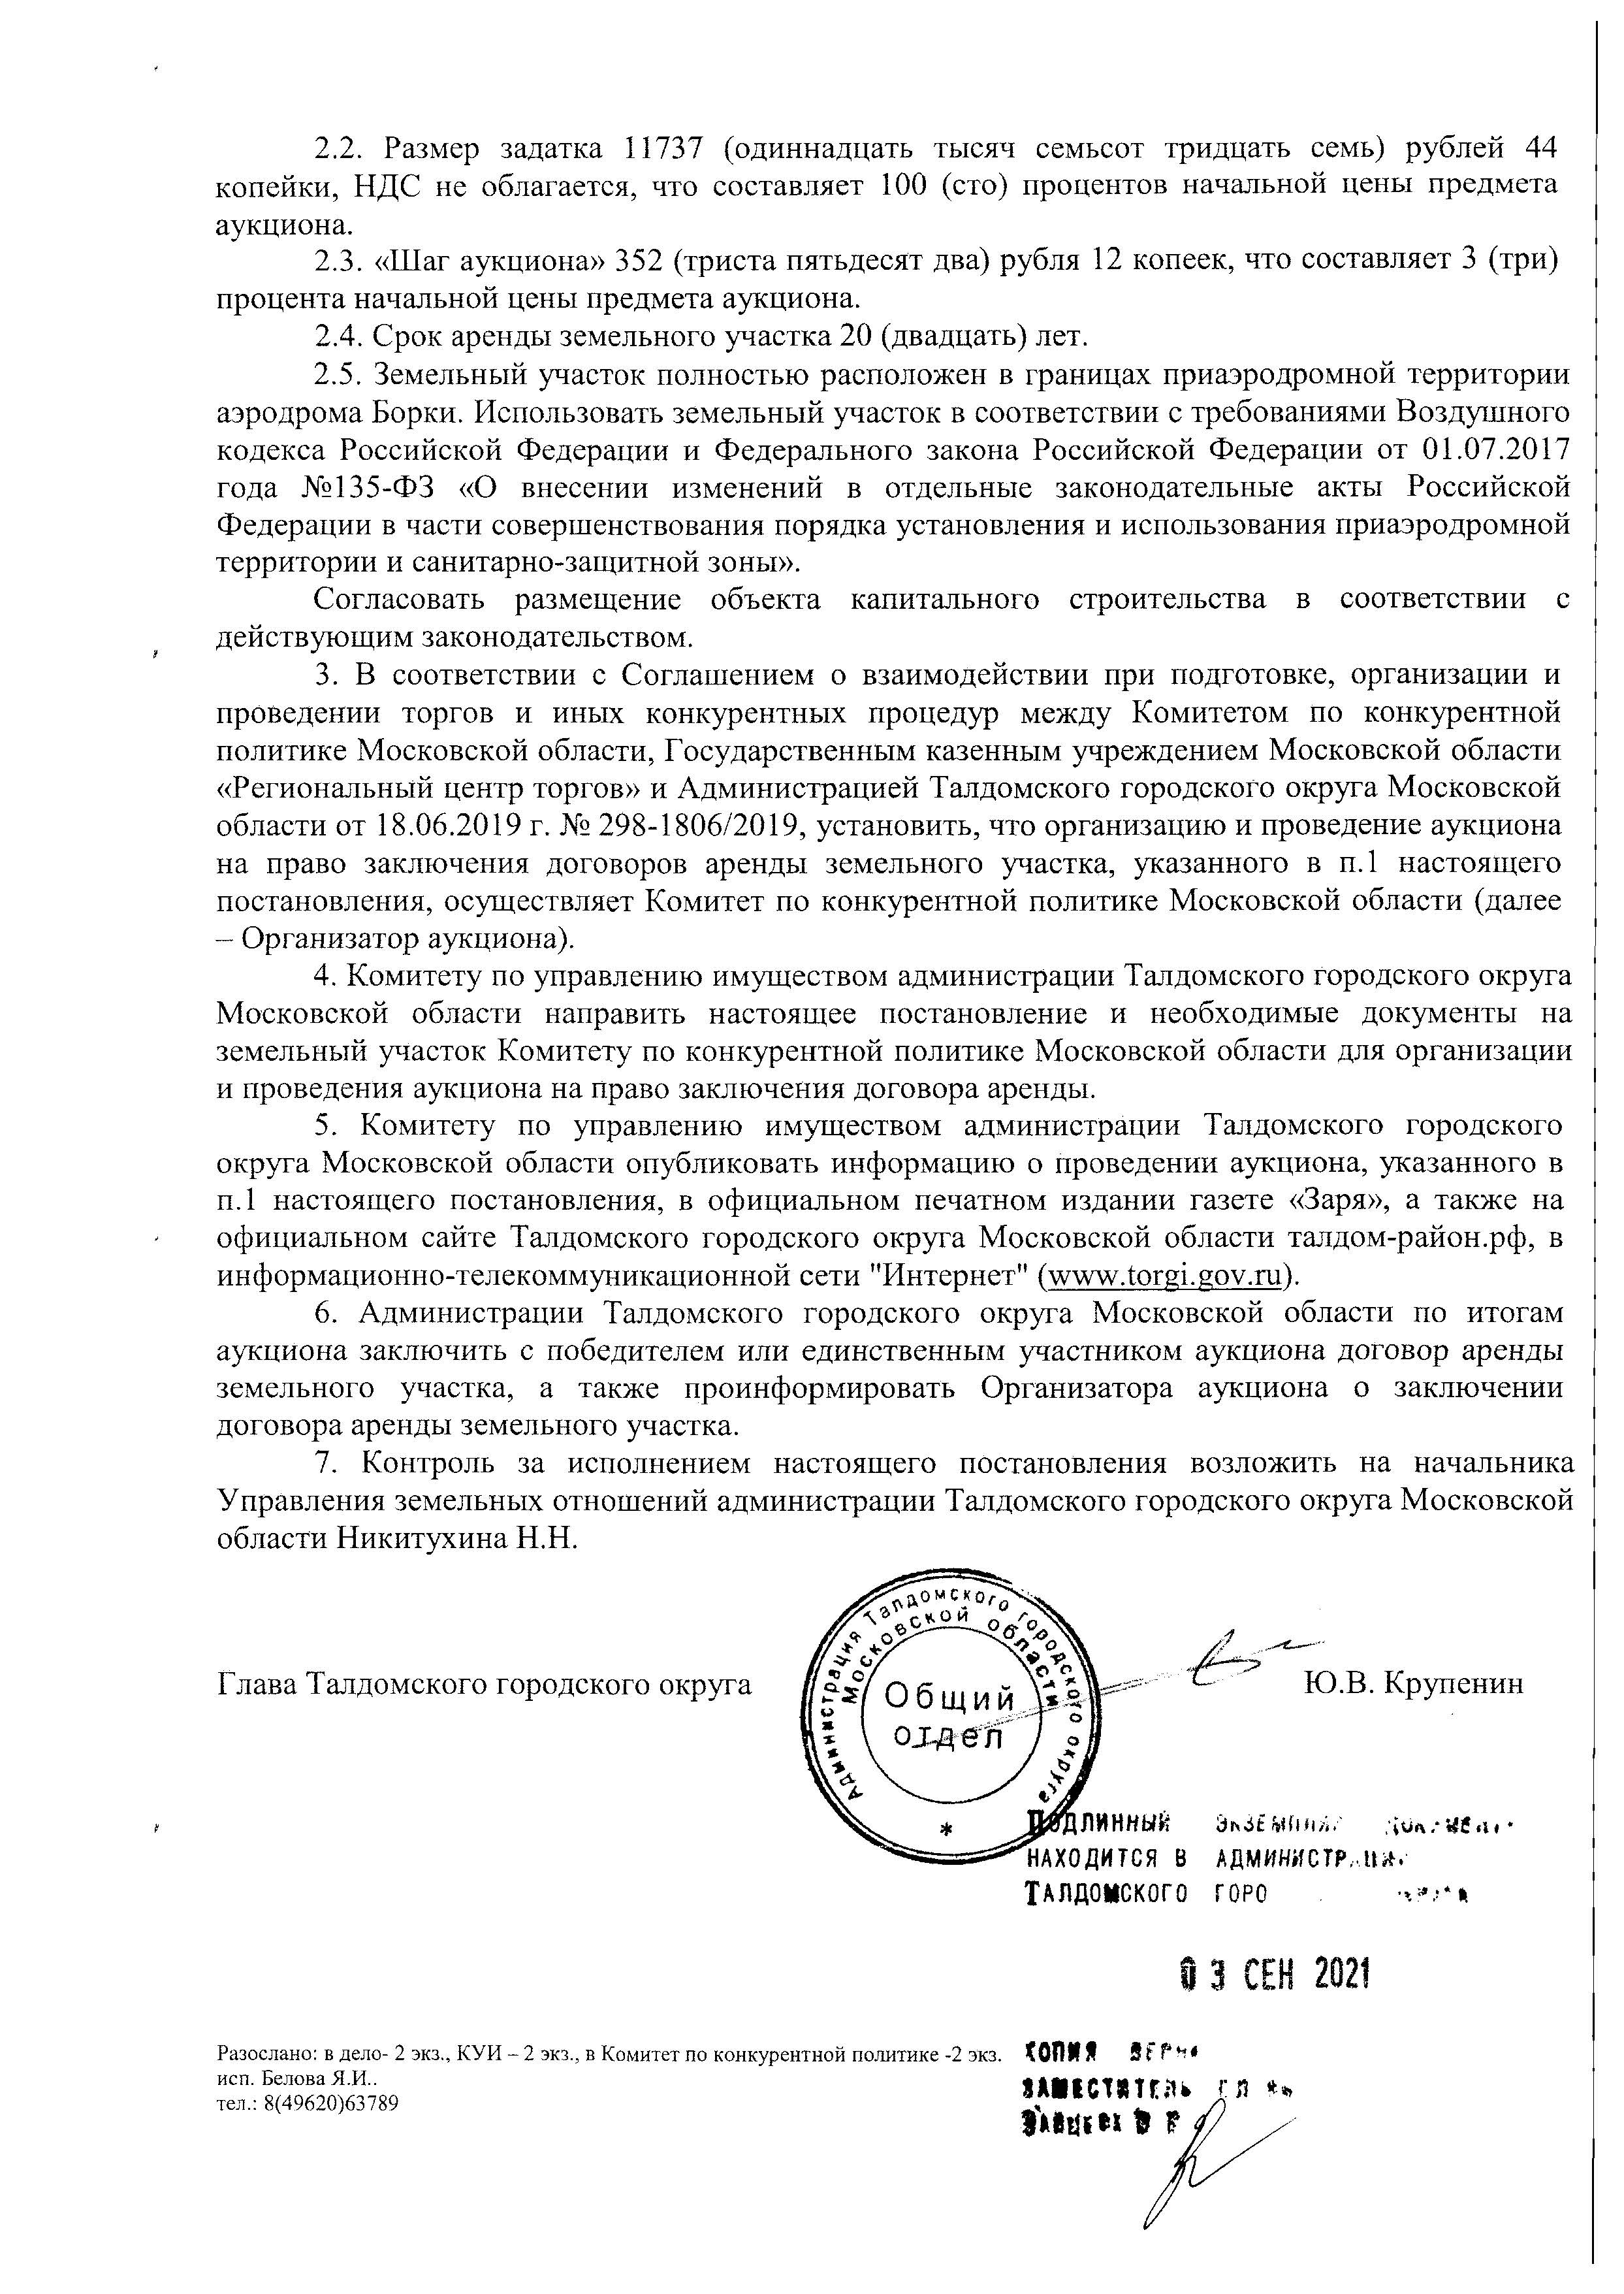 2.2. Размер задатка 11737 (одиннадцать тысяч семьсот тридцать семь) рублей 44
копейки, НДС не облагается, что составляет 100 (сто) процентов начальной цены предмета
аукциона.
2.3. «Шаг аукциона» 352 (триста пятьдесят два) рубля 12 копеек, что составляет 3 (три)
процента начальной цены предмета аукциона.
2.4. Срок аренды земельного участка 20 (двадцать) лет.
2.5. Земельный участок полностью расположен в границах приаэродромной территории
аэродрома Борки. Использовать земельный участок в соответствии с требованиями Воздушного
кодекса Российской Федерации и Федерального закона Российской Федерации от 01.07.2017
года №135-ФЗ «О внесении изменений в отдельные законодательные акты Российской
Федерации в части совершенствования порядка установления и использования приаэродромной
территории и санитарно-защитной зоны».
Согласовать размещение объекта капитального строительства в соответствии с
действующим законодательством.
3. В соответствии с Соглашением о взаимодействии при подготовке, организации и
проведении торгов и иных конкурентных процедур между Комитетом по конкурентной
политике Московской области, Государственным казенным учреждением Московской области
«Региональный центр торгов» и Администрацией Талдомского городского округа Московской
области от 18.06.2019 г. № 298-1806/2019, установить, что организацию и проведение аукциона
на право заключения договоров аренды земельного участка, указанного в п.1 настоящего
постановления, осуществляет Комитет по конкурентной политике Московской области (далее
– Организатор аукциона).
4. Комитету по управлению имуществом администрации Талдомского городского округа
Московской области направить настоящее постановление и необходимые документы на
земельный участок Комитету по конкурентной политике Московской области для организации
и проведения аукциона на право заключения договора аренды.
5. Комитету по управлению имуществом администрации Талдомского городского
округа Московской области опубликовать информацию о проведении аукциона, указанного в
п.1 настоящего постановления, в официальном печатном издании газете «Заря», а также на
официальном сайте Талдомского городского округа Московской области талдом-район.рф, в
информационно-телекоммуникационной сети "Интернет" (www.torgi.gov.ru).
6. Администрации Талдомского городского округа Московской области по итогам
аукциона заключить с победителем или единственным участником аукциона договор аренды
земельного участка, а также проинформировать Организатора аукциона о заключении
договора аренды земельного участка.
7. Контроль за исполнением настоящего постановления возложить на начальника
Управления земельных отношений администрации Талдомского городского округа Московской
области Никитухина Н.Н.
Администрация Талдомского городского округа
Московской области
Общий
отдел
Глава Талдомского городского округа Ю.В. Крупенин
Подлинный
находится в
Талдомского горо
03 СЕН 2021
Разослано: в дело- 2 экз., КУИ – 2 экз., в Комитет по конкурентной политике -2 экз.
исп. Белова Я.И..
тел.: 8(49620)63789
КОПИЯ
ЗАМЕСТИТЕЛЬ